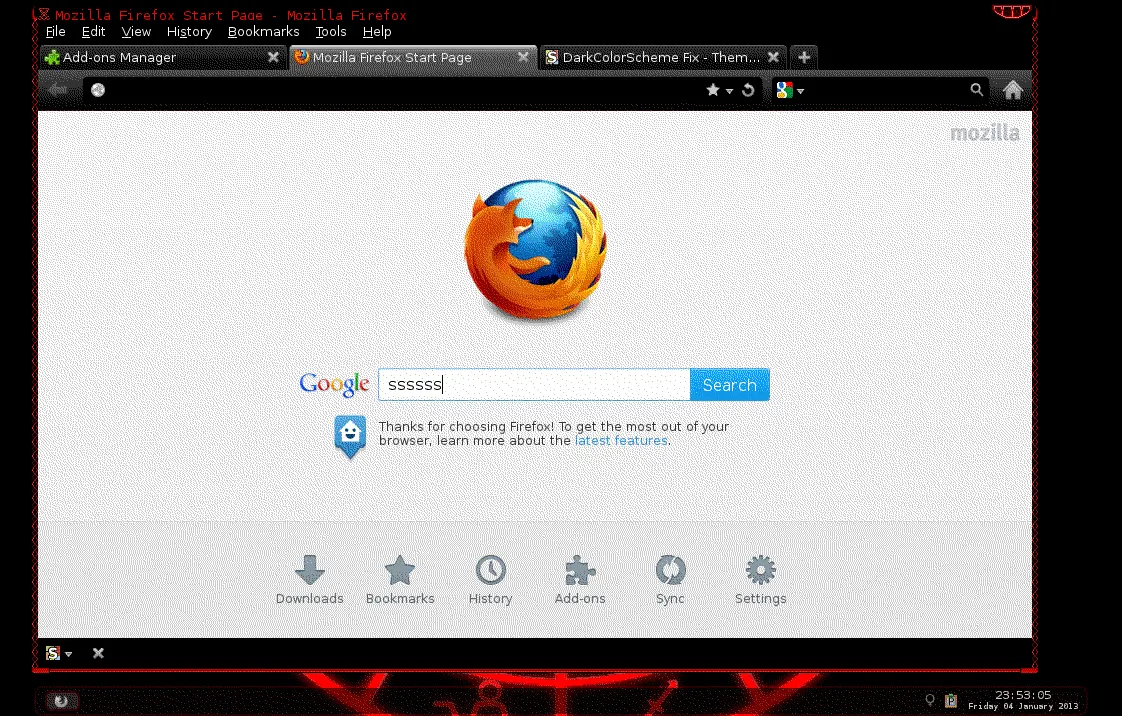 Mozilla Firefox Start Page - Mozilla Firefox
File Edit View History Bookmarks Tools Help
Add-ons Manager Mozilla Firefox Start Page DarkColorScheme Fix - Them...
mozilla
Google ssssss Search
Thanks for choosing Firefox! To get the most out of your
browser, learn more about the latest features.
Downloads Bookmarks History Add-ons Sync Settings
23:53:05
Friday 04 January 2013